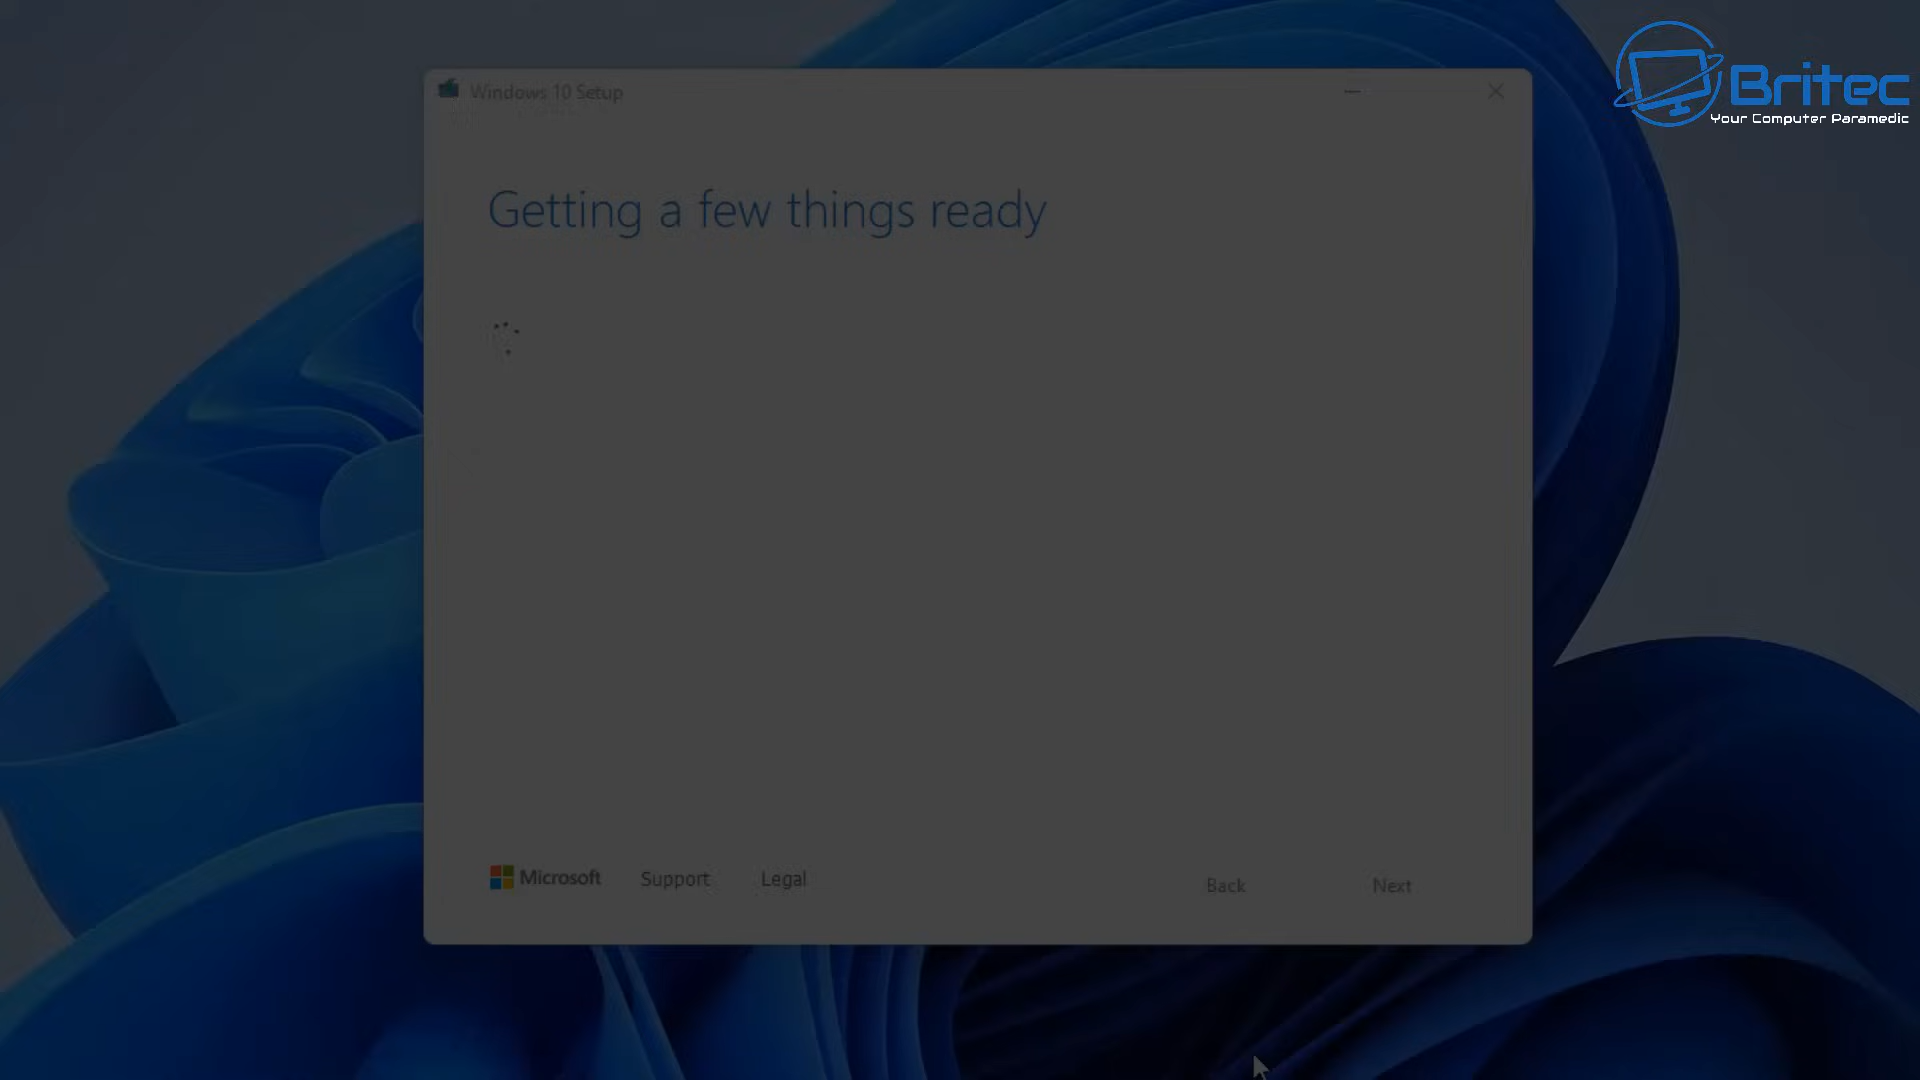 Windows 10 Setup
Britec
Your Computer Paramedic
Getting a few things ready
Microsoft Support Legal Back Next